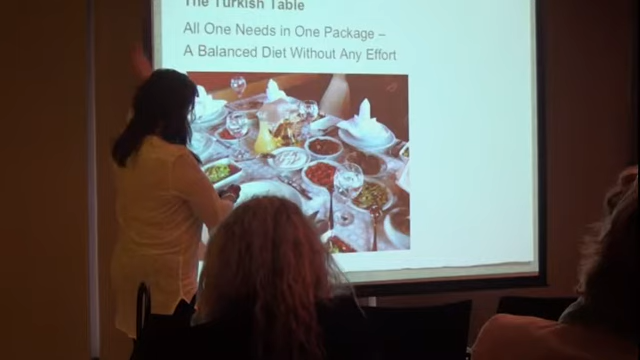 The Turkish Table
All One Needs in One Package –
A Balanced Diet Without Any Effort